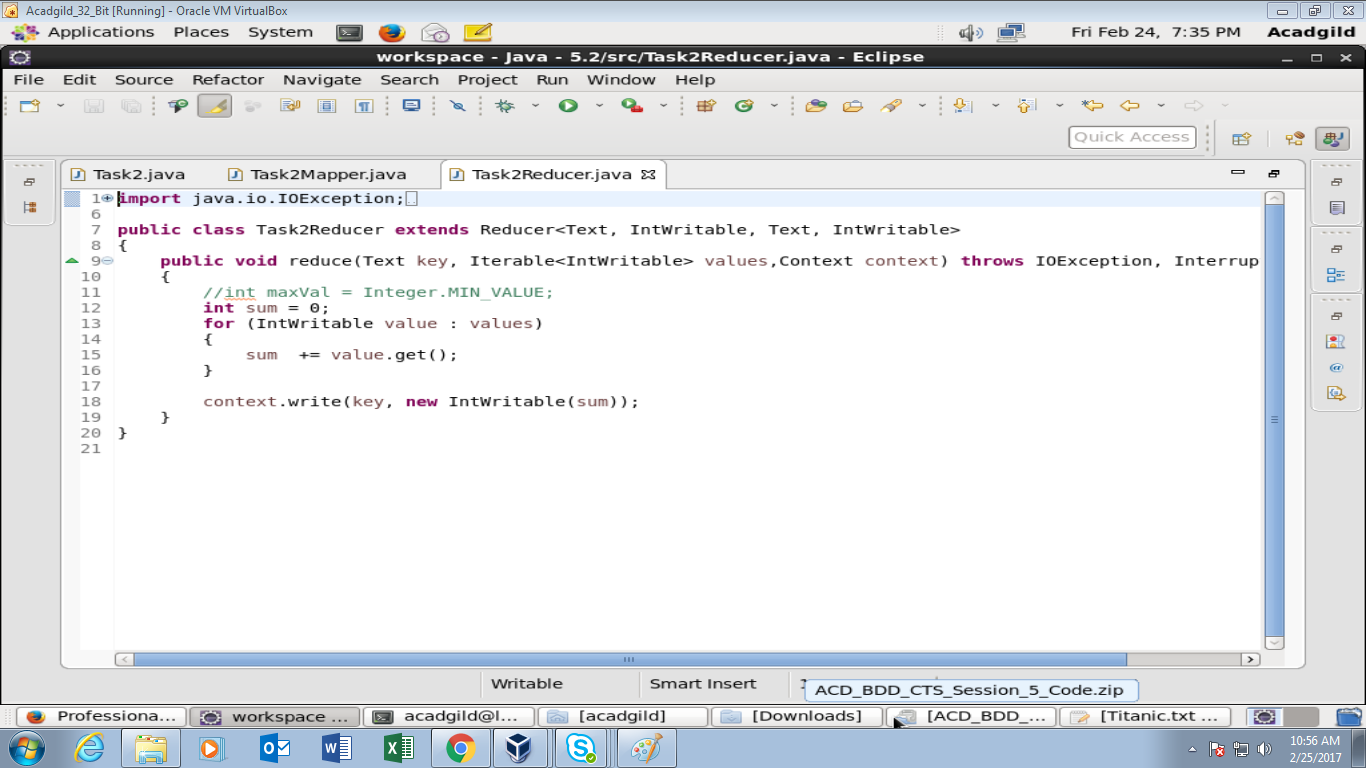 Acadgild_32_Bit [Running] - Oracle VM VirtualBox
Applications Places System Fri Feb 24, 7:35 PM Acadgild
workspace - Java - 5.2/src/Task2Reducer.java - Eclipse
File Edit Source Refactor Navigate Search Project Run Window Help
Quick Access
Task2.java Task2Mapper.java Task2Reducer.java
1 import java.io.IOException;
6
7 public class Task2Reducer extends Reducer<Text, IntWritable, Text, IntWritable>
8 {
9 public void reduce(Text key, Iterable<IntWritable> values,Context context) throws IOException, Interrup
10 {
11 //int maxVal = Integer.MIN_VALUE;
12 int sum = 0;
13 for (IntWritable value : values)
14 {
15 sum += value.get();
16 }
17
18 context.write(key, new IntWritable(sum));
19 }
20 }
21
Writable Smart Insert
ACD_BDD_CTS_Session_5_Code.zip
Professiona... workspace ... acadgild@l... [acadgild] [Downloads] [ACD_BDD_... [Titanic.txt ...
10:56 AM
2/25/2017